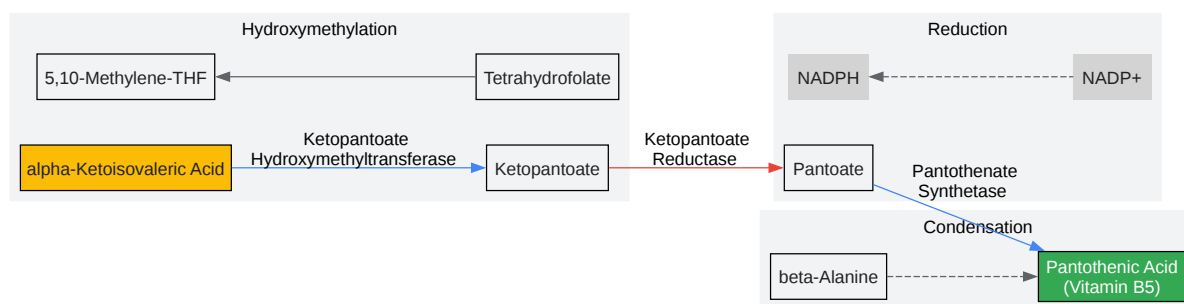 Hydroxymethylation
Reduction
5,10-Methylene-THF
Tetrahydrofolate
NADPH
NADP+
Ketopantoate
Hydroxymethyltransferase
Ketopantoate
Reductase
alpha-Ketoisovaleric Acid
Ketopantoate
Pantoate
Pantothenate
Synthetase
Condensation
beta-Alanine
Pantothenic Acid
(Vitamin B5)